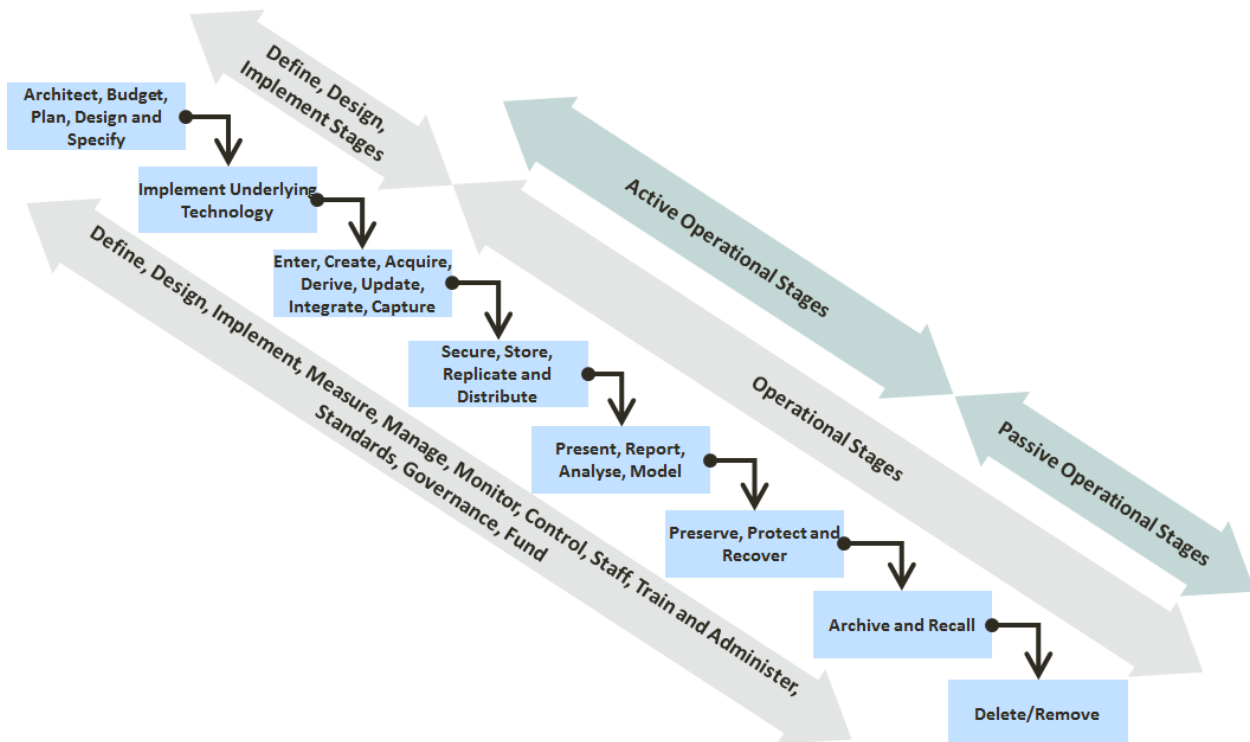 Define, Design,
Implement Stages
Architect, Budget,
Plan, Design and
Specify
Active Operational Stages
Implement Underlying
Technology
Define, Design, Implement, Measure, Manage, Monitor, Control, Staff, Train and Administer,
Standards, Governance, Fund
Enter, Create, Acquire,
Derive, Update,
Integrate, Capture
Secure, Store,
Replicate and
Distribute
Operational Stages
Passive Operational Stages
Present, Report,
Analyse, Model
Preserve, Protect and
Recover
Archive and Recall
Delete/Remove